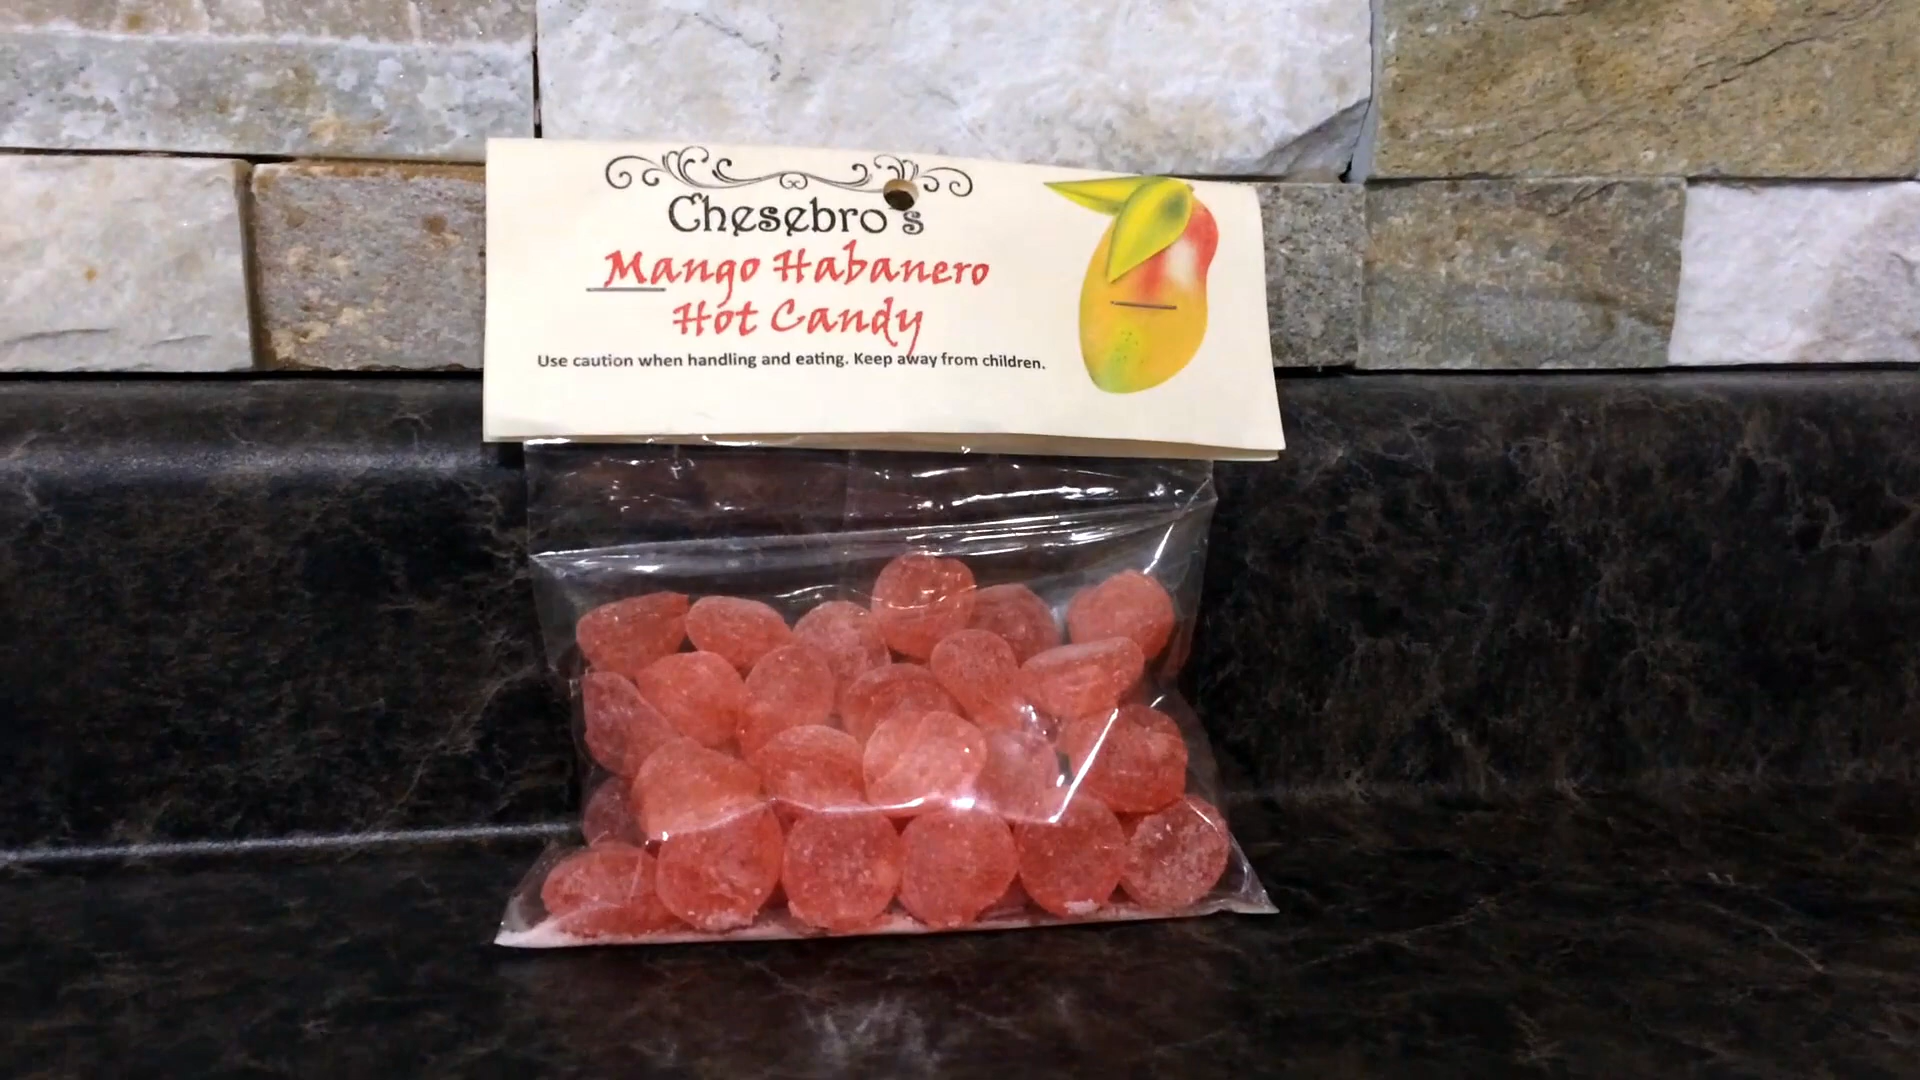 Chesebro's
Mango Habanero
Hot Candy
Use caution when handling and eating. Keep away from children.